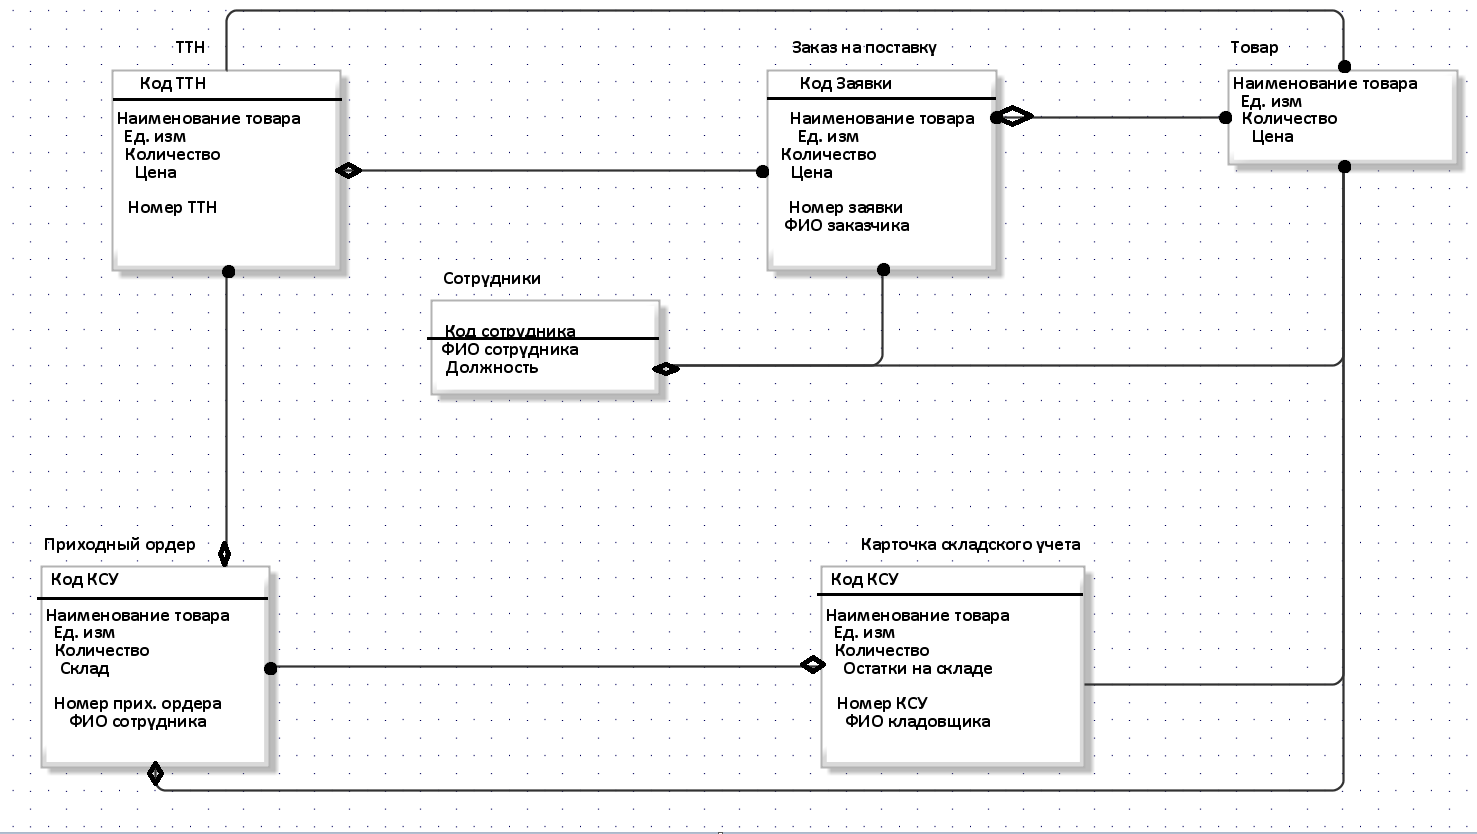 ТТН
Код ТТН
Наименование товара
Ед. изм
Количество
Цена
Номер ТТН
Заказ на поставку
Код Заявки
Наименование товара
Ед. изм
Количество
Цена
Номер заявки
ФИО заказчика
Товар
Наименование товара
Ед. изм
Количество
Цена
Сотрудники
Код сотрудника
ФИО сотрудника
Должность
Приходный ордер
Код КСУ
Наименование товара
Ед. изм
Количество
Склад
Номер прих. ордера
ФИО сотрудника
Карточка складского учета
Код КСУ
Наименование товара
Ед. изм
Количество
Остатки на складе
Номер КСУ
ФИО кладовщика